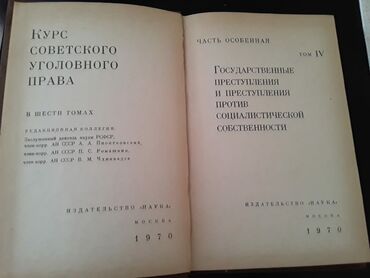 Курс
советского
уголовного
права
В ШЕСТИ ТОМАХ
РЕДАКЦИОННАЯ КОЛЛЕГИЯ:
Заслуженный деятель науки РСФСР,
член-корр. АН СССР А. А. Пионтковский,
член-корр. АН СССР П. С. Ромашкин,
член-корр. АН СССР В. М. Чхиквадзе
ИЗДАТЕЛЬСТВО «НАУКА»
МОСКВА
1970
ЧАСТЬ ОСОБЕННАЯ
ТОМ IV
Государственные
преступления
и преступления
против
социалистической
собственности
ИЗДАТЕЛЬСТВО «НАУКА»
МОСКВА
1970